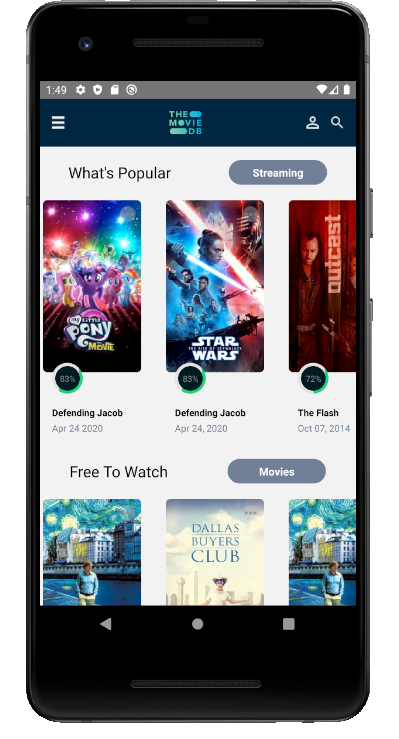 1:49
THE
MOVIE
DB
What's Popular
Streaming
MY LITTLE
PONY
THE MOVIE
STAR
THE RISE OF SKYWALKER
WARS
outcast
83%
83%
72%
Defending Jacob
Defending Jacob
The Flash
Apr 24 2020
Apr 24, 2020
Oct 07, 2014
Free To Watch
Movies
DALLAS
BUYERS
CLUB